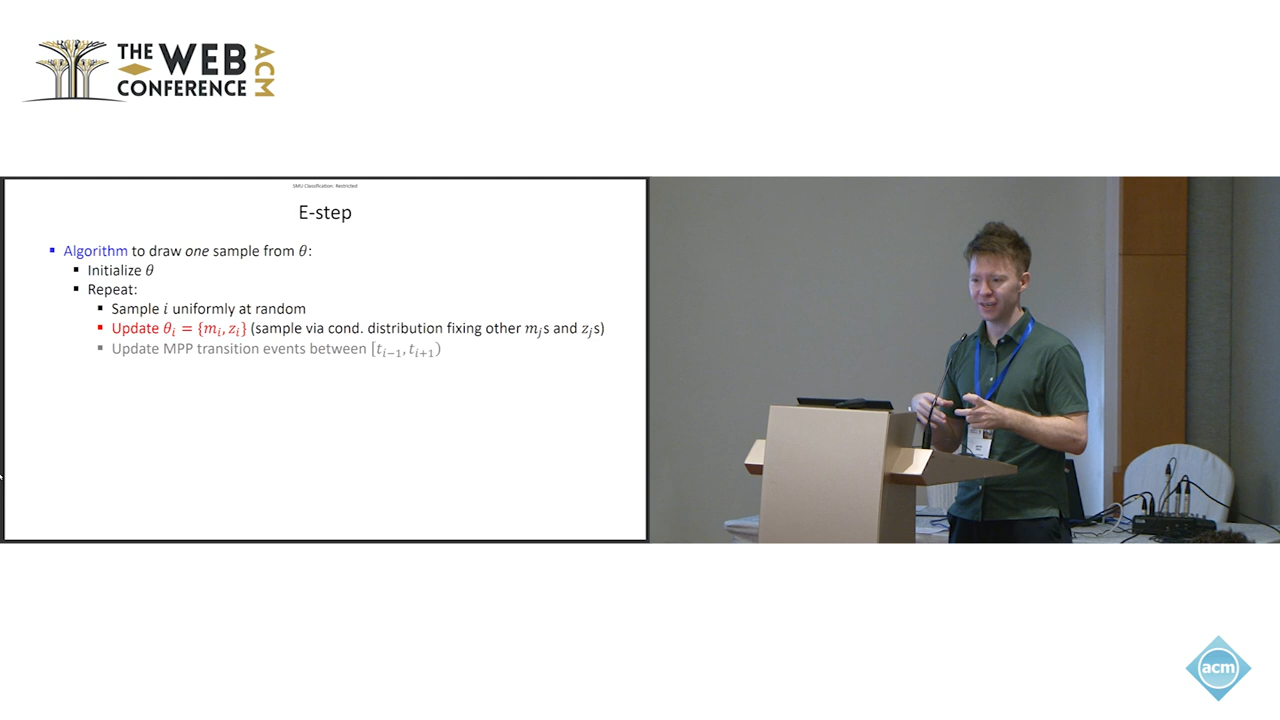 THE WEB
CONFERENCE
ACM
SMU Classification: Restricted
E-step
Algorithm to draw one sample from θ:
Initialize θ
Repeat:
Sample i uniformly at random
Update θᵢ = {mᵢ, zᵢ} (sample via cond. distribution fixing other mⱼs and zⱼs)
Update MPP transition events between [tᵢ₋₁, tᵢ₊₁)
acm